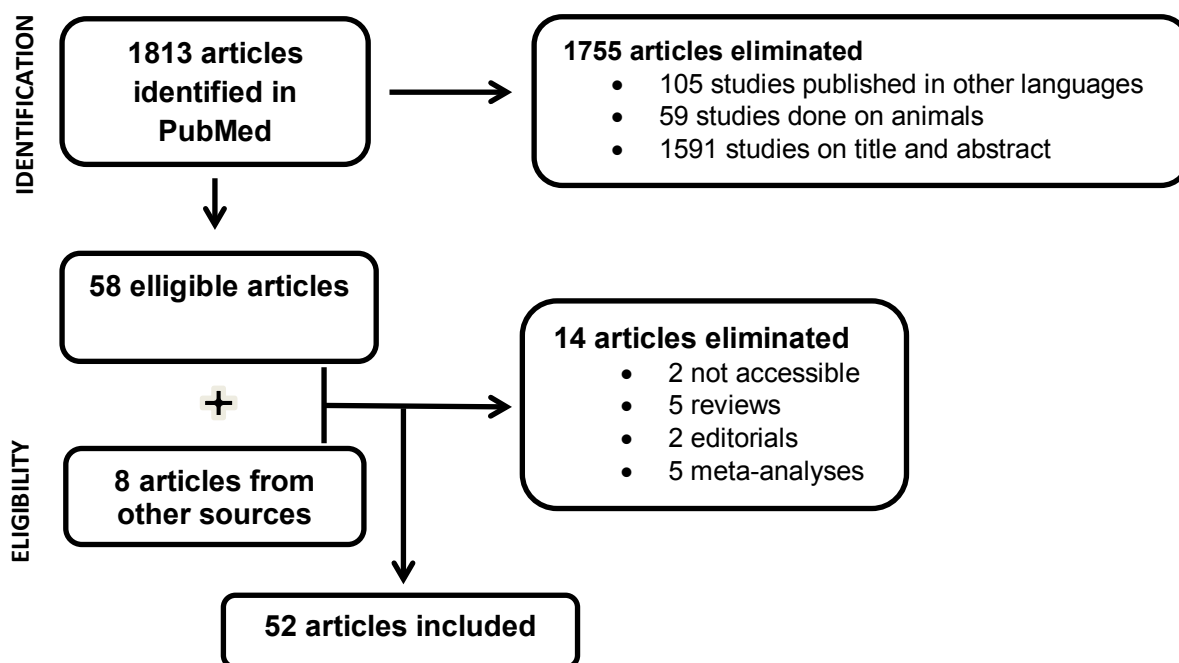 IDENTIFICATION
1813 articles
identified in
PubMed
1755 articles eliminated
• 105 studies published in other languages
• 59 studies done on animals
• 1591 studies on title and abstract
58 elligible articles
+
ELIGIBILITY
8 articles from
other sources
14 articles eliminated
• 2 not accessible
• 5 reviews
• 2 editorials
• 5 meta-analyses
52 articles included